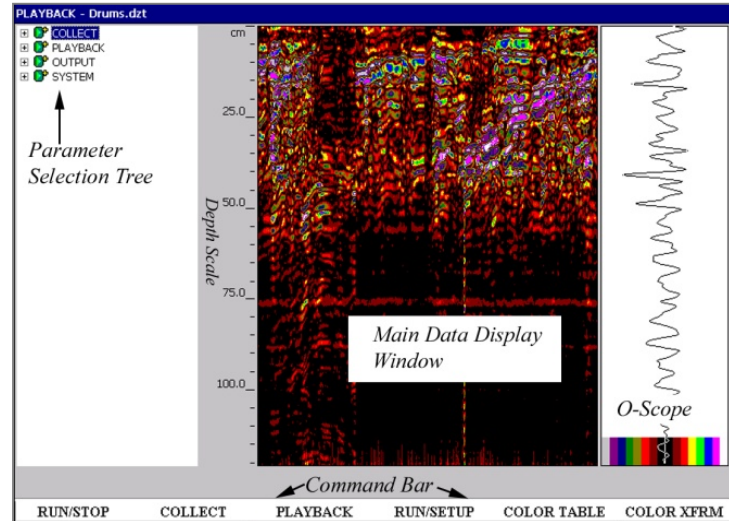 PLAYBACK - Drums.dzt
COLLECT
PLAYBACK
OUTPUT
SYSTEM
Parameter
Selection Tree
cm
25.0
50.0
75.0
100.0
Depth Scale
Main Data Display
Window
O-Scope
Command Bar
RUN/STOP COLLECT PLAYBACK RUN/SETUP COLOR TABLE COLOR XFRM